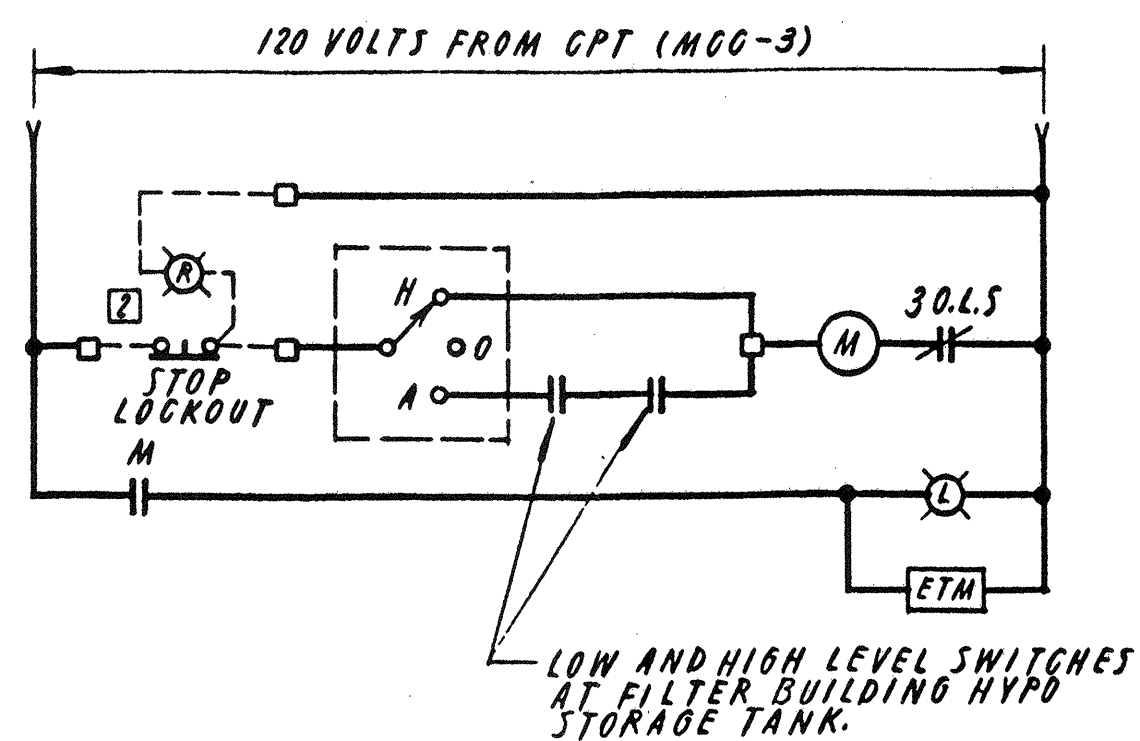 120 VOLTS FROM CPT (MCC-3)
R
2
H
3 O.L.S
O
M
STOP
LOCKOUT
A
M
L
ETM
LOW AND HIGH LEVEL SWITCHES
AT FILTER BUILDING HYPO
STORAGE TANK.